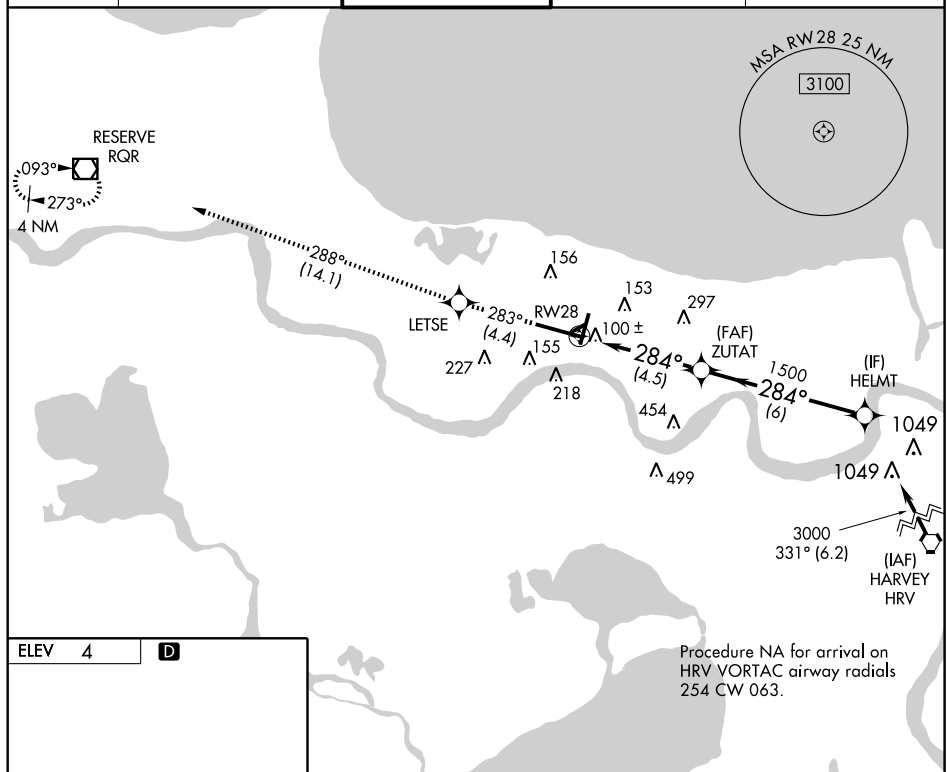 MSA RW28 25 NM
3100
RESERVE
RQR
093°
273°
4 NM
288°
(14.1)
156
153
297
LETSE
283°
(4.4)
RW28
100 ±
(FAF)
ZUTAT
284°
(4.5)
1500
284°
(6)
(IF)
HELMT
227
155
218
454
499
1049
1049
3000
331° (6.2)
(IAF)
HARVEY
HRV
ELEV 4
D
Procedure NA for arrival on
HRV VORTAC airway radials
254 CW 063.